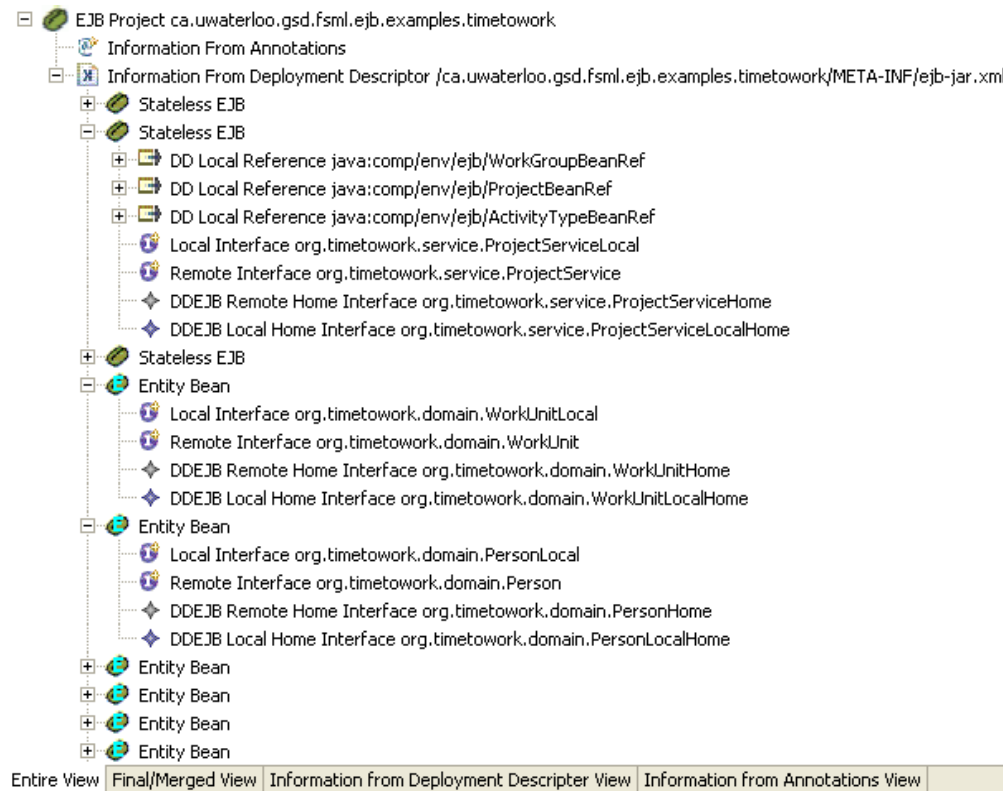 EJB Project ca.uwaterloo.gsd.fsml.ejb.examples.timetowork
Information From Annotations
Information From Deployment Descriptor /ca.uwaterloo.gsd.fsml.ejb.examples.timetowork/META-INF/ejb-jar.xml
Stateless EJB
Stateless EJB
DD Local Reference java:comp/env/ejb/WorkGroupBeanRef
DD Local Reference java:comp/env/ejb/ProjectBeanRef
DD Local Reference java:comp/env/ejb/ActivityTypeBeanRef
Local Interface org.timetowork.service.ProjectServiceLocal
Remote Interface org.timetowork.service.ProjectService
DDEJB Remote Home Interface org.timetowork.service.ProjectServiceHome
DDEJB Local Home Interface org.timetowork.service.ProjectServiceLocalHome
Stateless EJB
Entity Bean
Local Interface org.timetowork.domain.WorkUnitLocal
Remote Interface org.timetowork.domain.WorkUnit
DDEJB Remote Home Interface org.timetowork.domain.WorkUnitHome
DDEJB Local Home Interface org.timetowork.domain.WorkUnitLocalHome
Entity Bean
Local Interface org.timetowork.domain.PersonLocal
Remote Interface org.timetowork.domain.Person
DDEJB Remote Home Interface org.timetowork.domain.PersonHome
DDEJB Local Home Interface org.timetowork.domain.PersonLocalHome
Entity Bean
Entity Bean
Entity Bean
Entity Bean
Entire View Final/Merged View Information from Deployment Descripter View Information from Annotations View